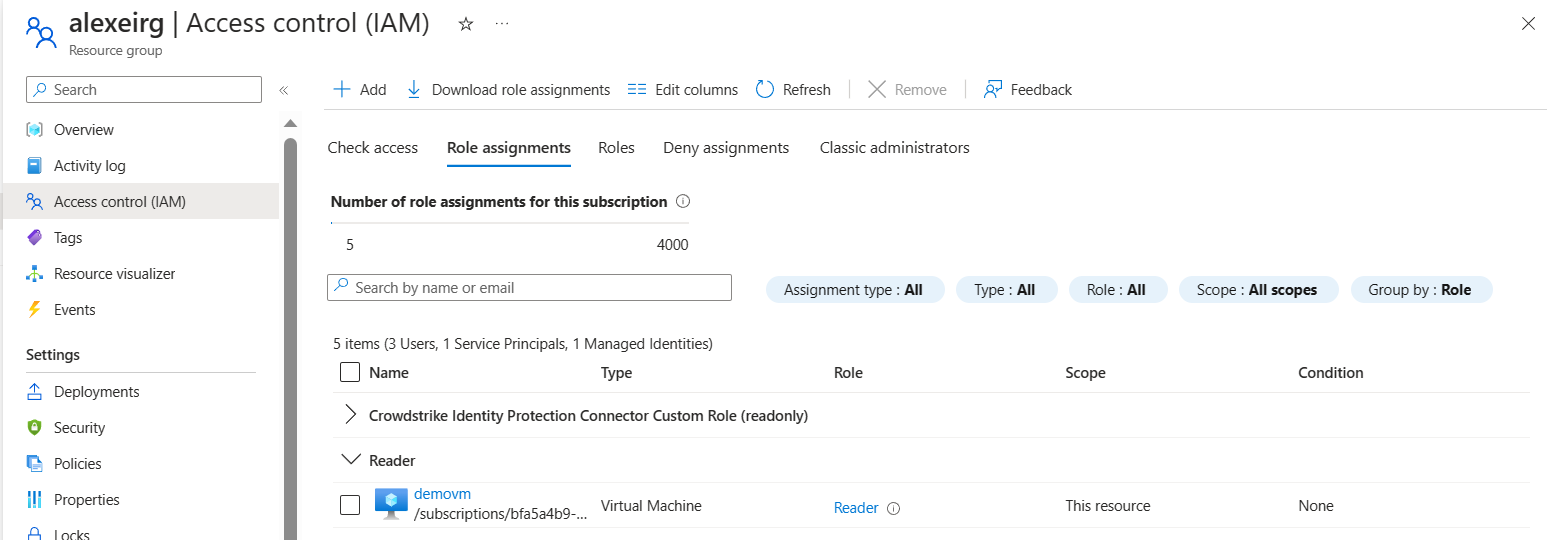 alexeirg | Access control (IAM) ...
Resource group
Search
Overview
Activity log
Access control (IAM)
Tags
Resource visualizer
Events
Settings
Deployments
Security
Policies
Properties
Locks
Add Download role assignments Edit columns Refresh Remove Feedback
Check access Role assignments Roles Deny assignments Classic administrators
Number of role assignments for this subscription
5 4000
Search by name or email
Assignment type : All Type : All Role : All Scope : All scopes Group by : Role
5 items (3 Users, 1 Service Principals, 1 Managed Identities)
Name Type Role Scope Condition
Crowdstrike Identity Protection Connector Custom Role (readonly)
Reader
demovm
/subscriptions/bfa5a4b9-...
Virtual Machine Reader This resource None